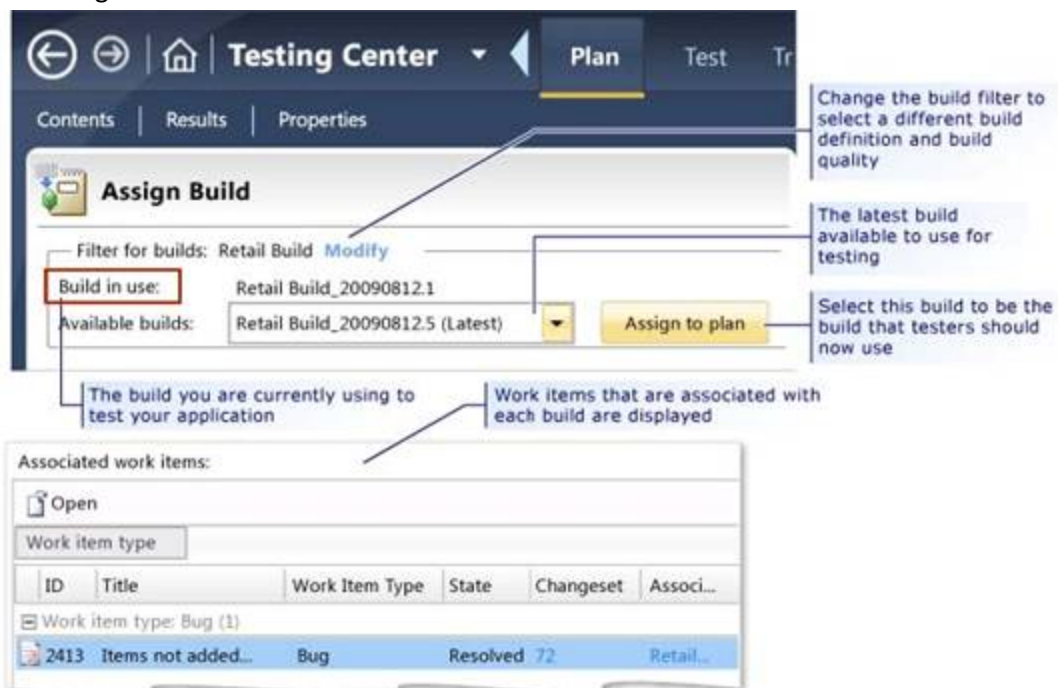 Testing Center
Plan
Test
Tr
Contents | Results | Properties
Change the build filter to
select a different build
definition and build
quality
Assign Build
Filter for builds: Retail Build Modify
The latest build
available to use for
testing
Build in use: Retail Build_20090812.1
Available builds: Retail Build_20090812.5 (Latest)
Assign to plan
Select this build to be the
build that testers should
now use
The build you are currently using to
test your application
Work items that are associated with
each build are displayed
Associated work items:
Open
Work item type
ID Title Work Item Type State Changeset Associ...
Work item type: Bug (1)
2413 Items not added... Bug Resolved 72 Retail...